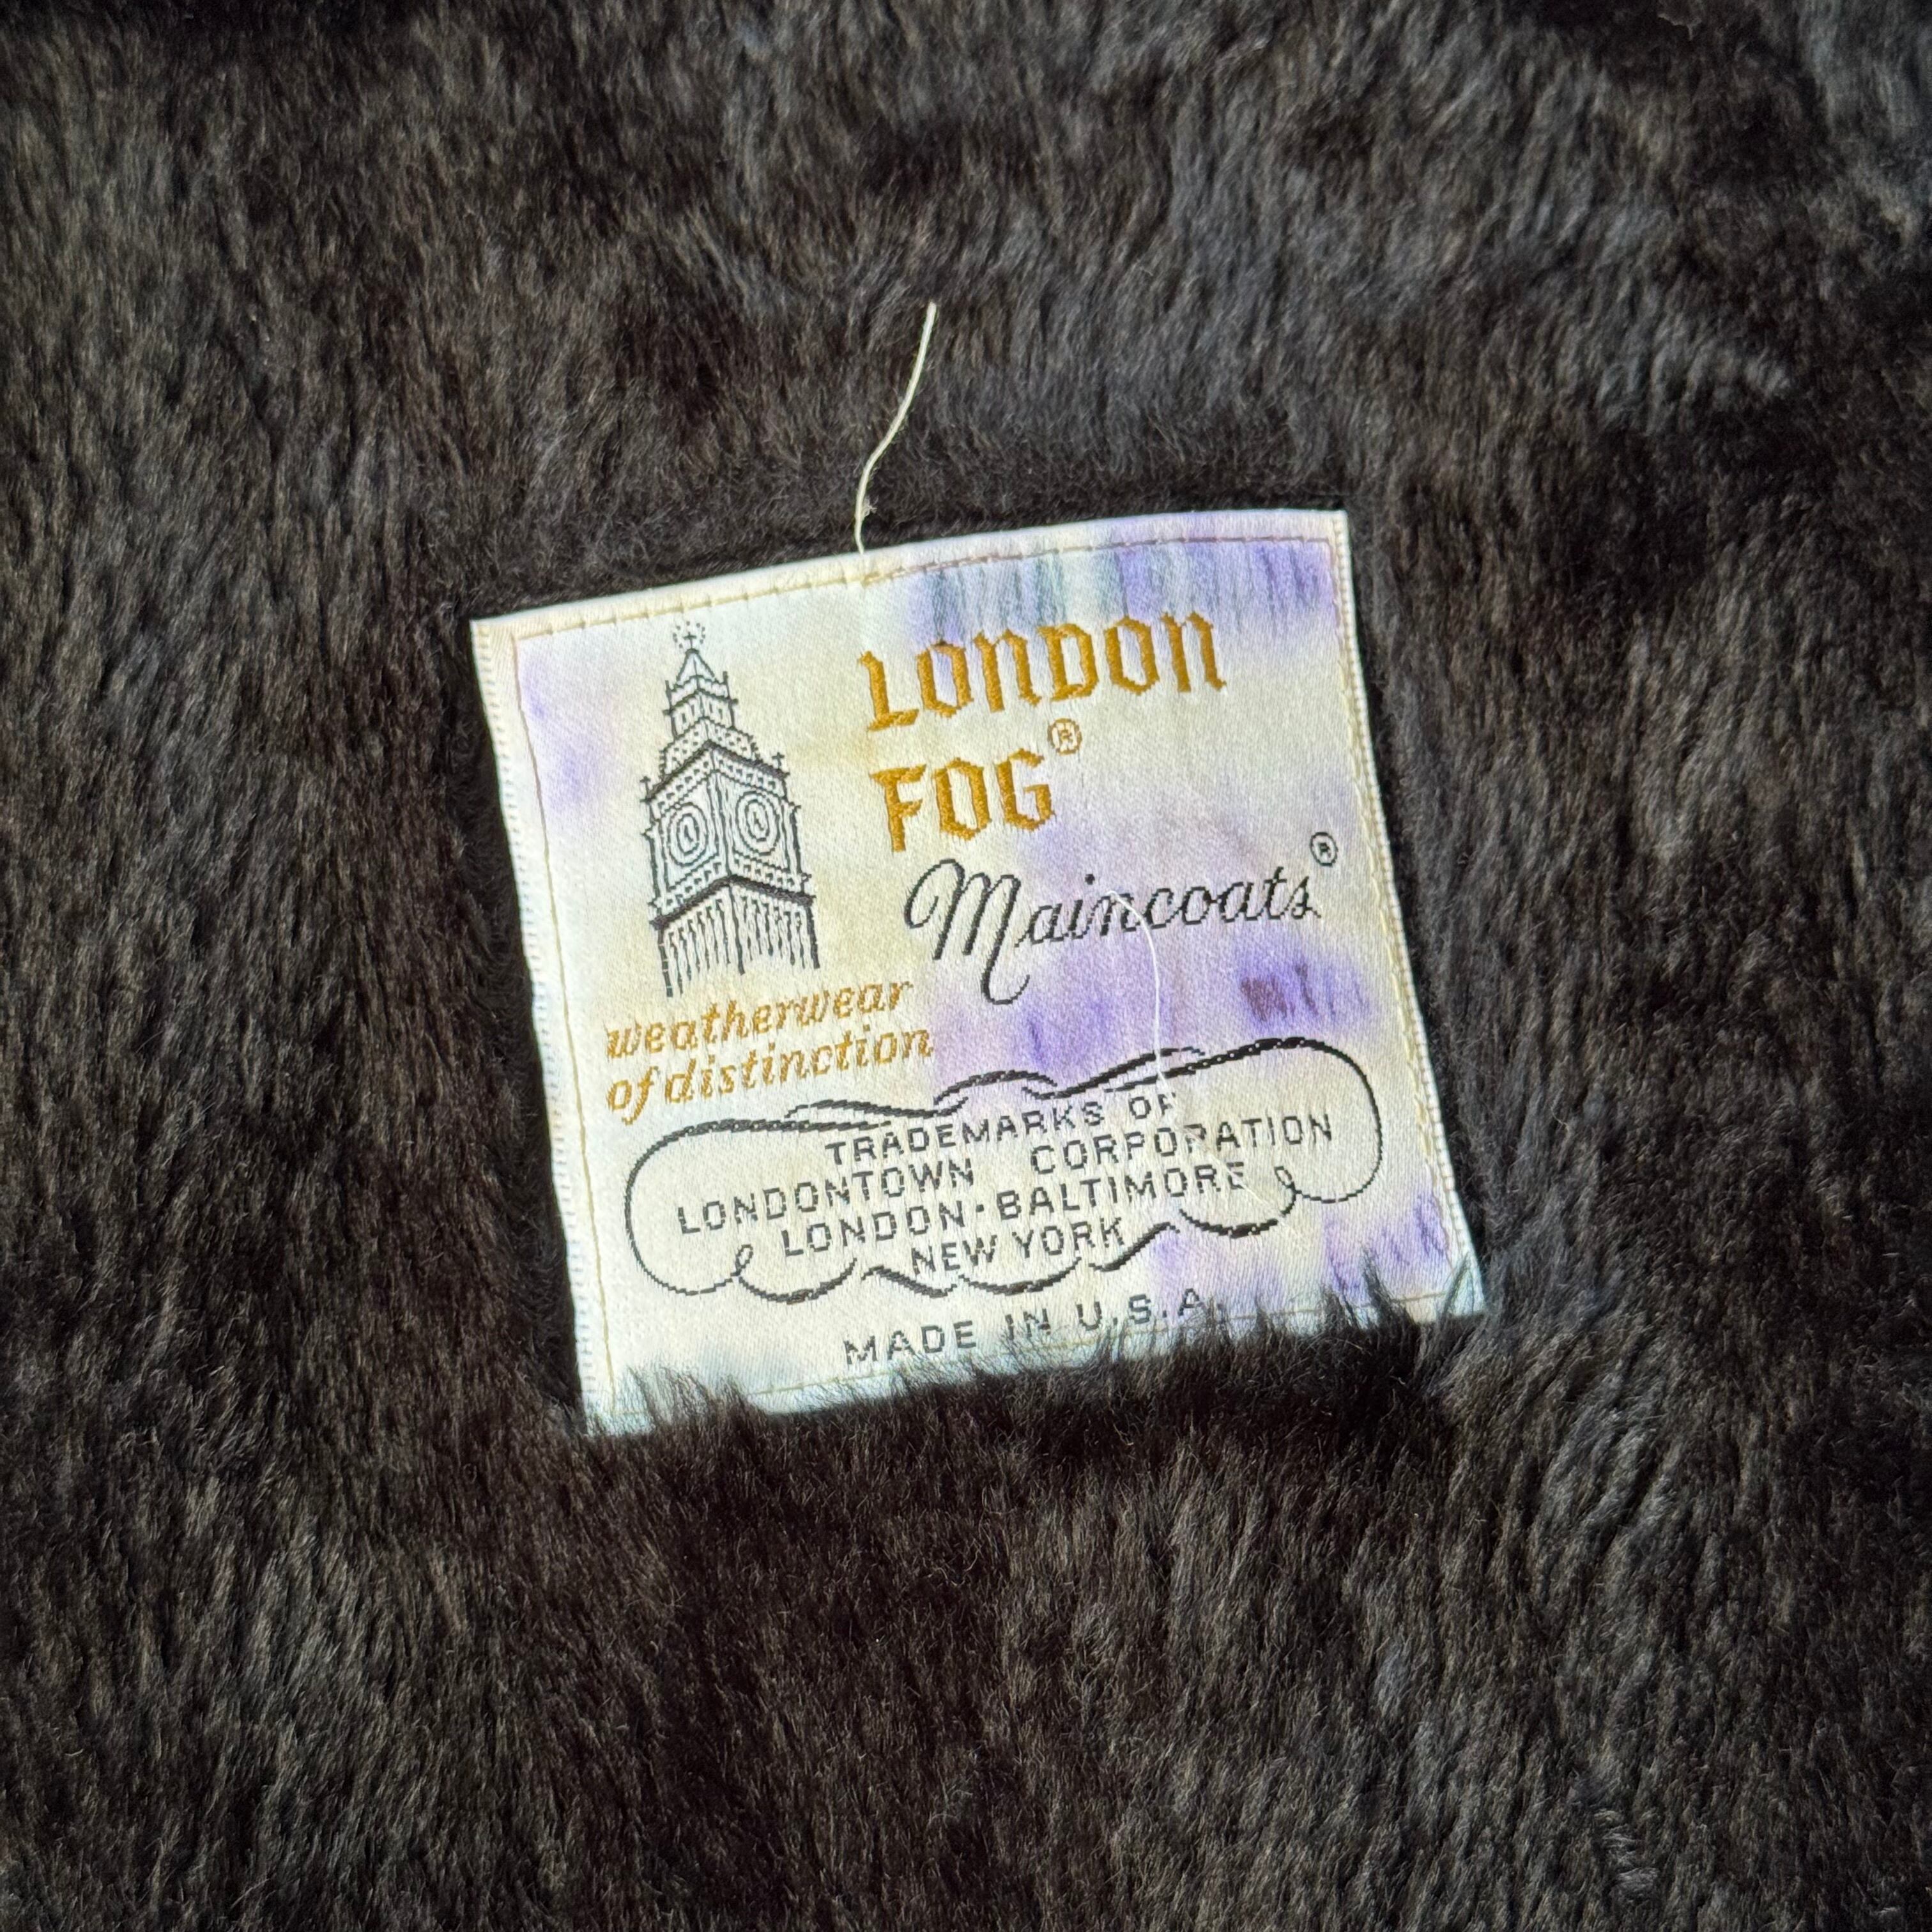 LONDON
FOG®
Maincoats®
weatherwear
of distinction
TRADEMARKS OF
LONDONTOWN CORPORATION
LONDON·BALTIMORE
NEW YORK
MADE IN U.S.A.